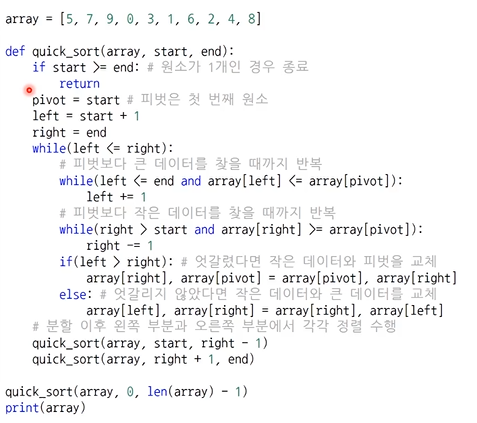 array = [5, 7, 9, 0, 3, 1, 6, 2, 4, 8]

def quick_sort(array, start, end):
    if start >= end: # 원소가 1개인 경우 종료
        return
    pivot = start # 피벗은 첫 번째 원소
    left = start + 1
    right = end
    while(left <= right):
        # 피벗보다 큰 데이터를 찾을 때까지 반복
        while(left <= end and array[left] <= array[pivot]):
            left += 1
        # 피벗보다 작은 데이터를 찾을 때까지 반복
        while(right > start and array[right] >= array[pivot]):
            right -= 1
        if(left > right): # 엇갈렸다면 작은 데이터와 피벗을 교체
            array[right], array[pivot] = array[pivot], array[right]
        else: # 엇갈리지 않았다면 작은 데이터와 큰 데이터를 교체
            array[left], array[right] = array[right], array[left]
    # 분할 이후 왼쪽 부분과 오른쪽 부분에서 각각 정렬 수행
    quick_sort(array, start, right - 1)
    quick_sort(array, right + 1, end)

quick_sort(array, 0, len(array) - 1)
print(array)